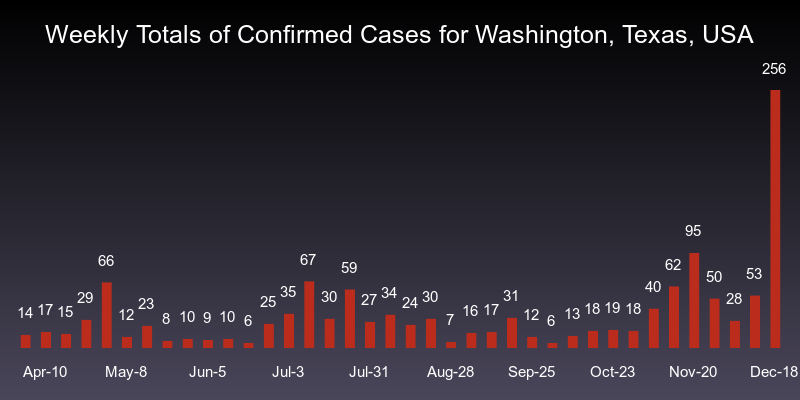 Weekly Totals of Confirmed Cases for Washington, Texas, USA
14 17 15 29 66 12 23 8 10 9 10 6 25 35 67 30 59 27 34 24 30 7 16 17 31 12 6 13 18 19 18 40 62 95 50 28 53 256
Apr-10 May-8 Jun-5 Jul-3 Jul-31 Aug-28 Sep-25 Oct-23 Nov-20 Dec-18